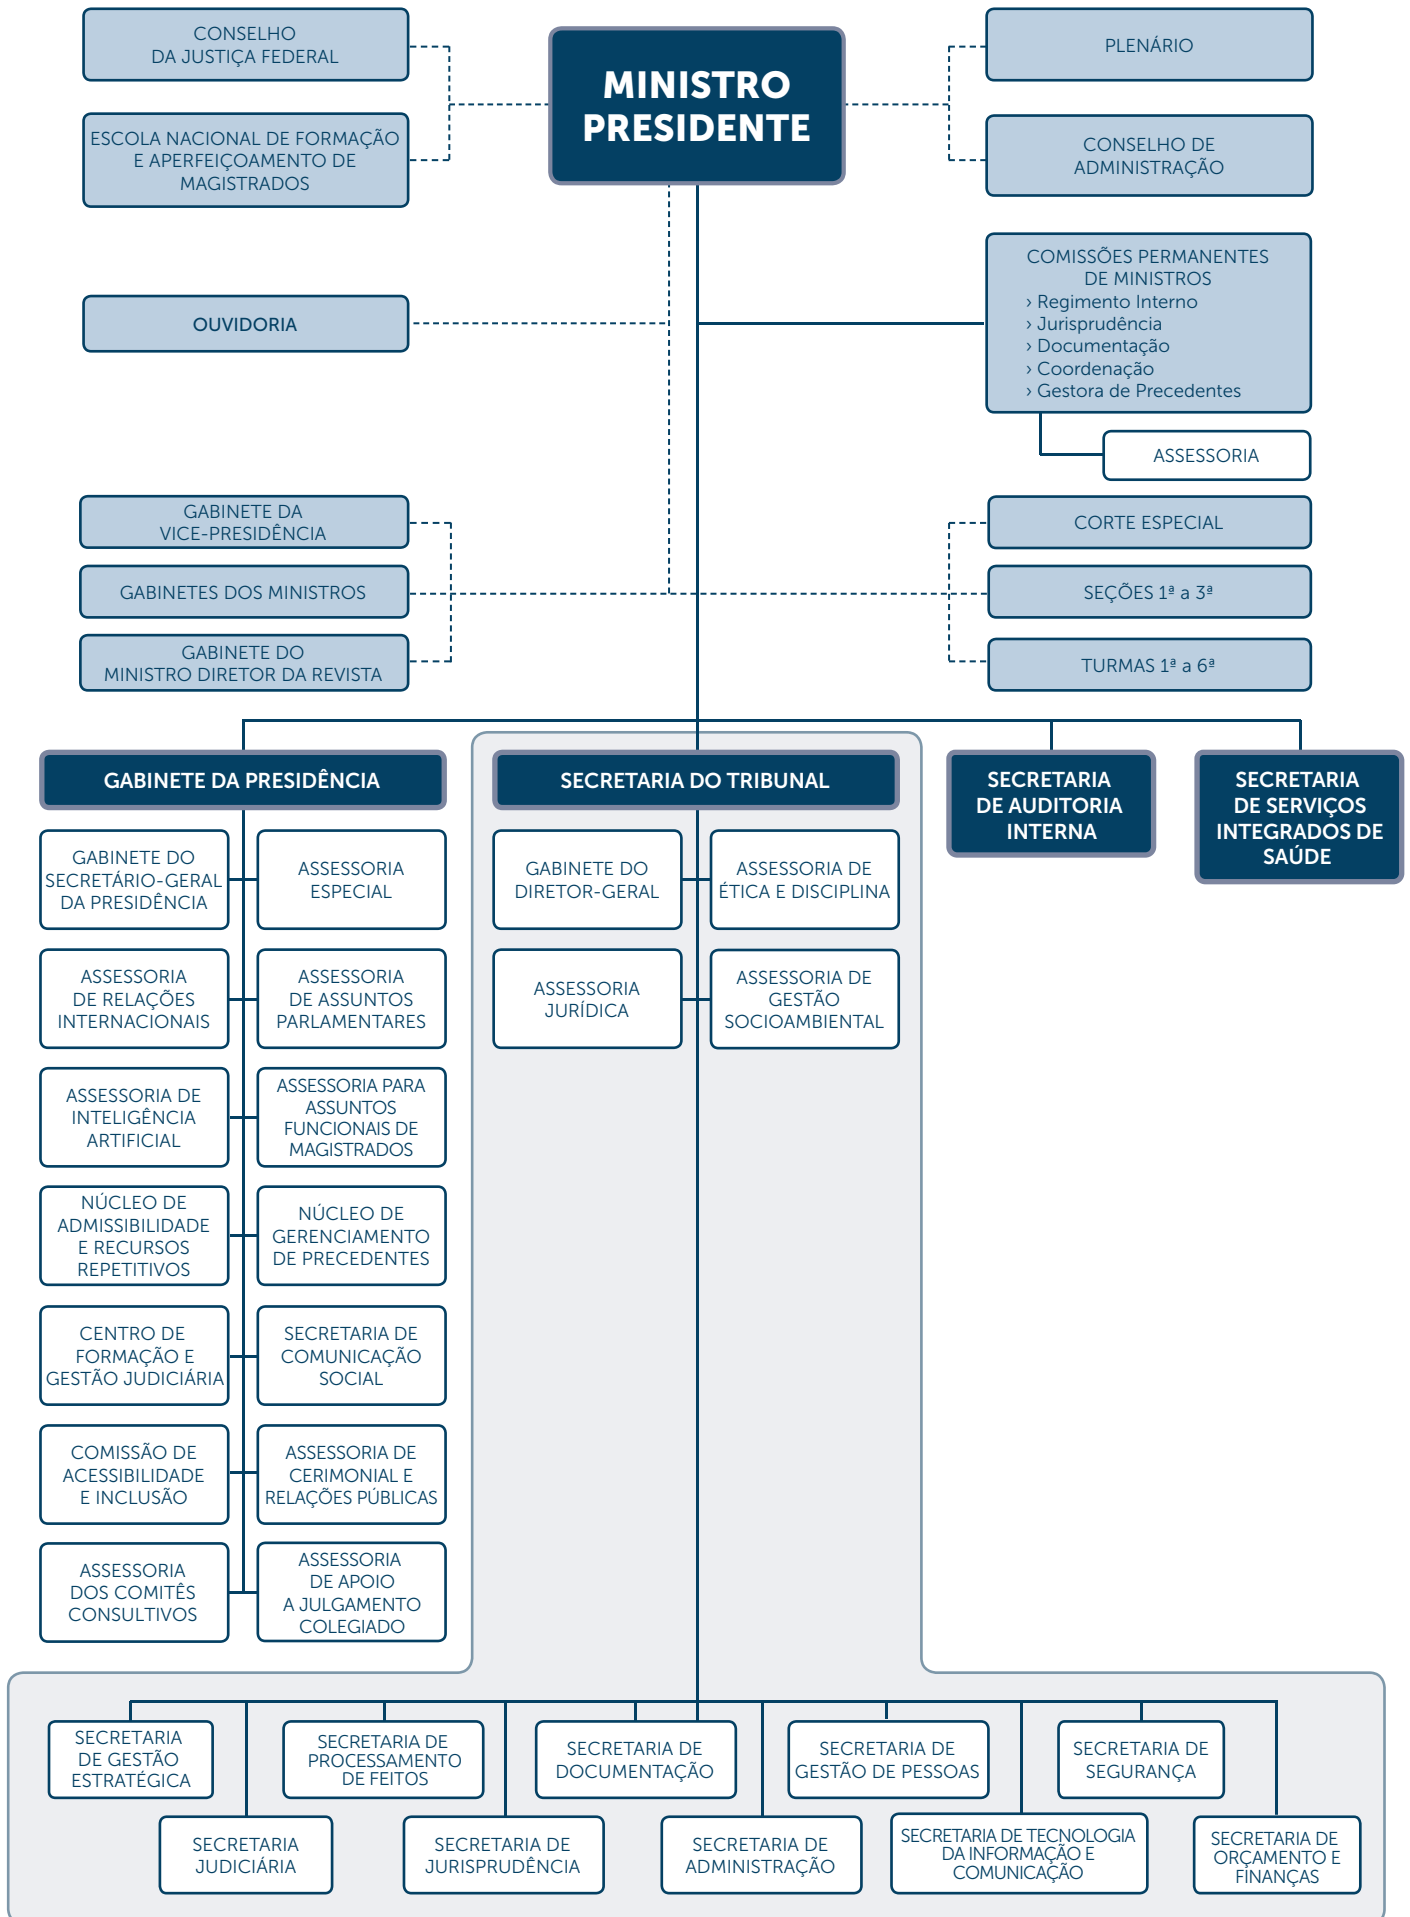 CONSELHO
DA JUSTIÇA FEDERAL
ESCOLA NACIONAL DE FORMAÇÃO
E APERFEIÇOAMENTO DE
MAGISTRADOS
MINISTRO
PRESIDENTE
PLENÁRIO
CONSELHO DE
ADMINISTRAÇÃO
OUVIDORIA
COMISSÕES PERMANENTES
DE MINISTROS
› Regimento Interno
› Jurisprudência
› Documentação
› Coordenação
› Gestora de Precedentes
ASSESSORIA
GABINETE DA
VICE-PRESIDÊNCIA
GABINETES DOS MINISTROS
GABINETE DO
MINISTRO DIRETOR DA REVISTA
CORTE ESPECIAL
SEÇÕES 1ª a 3ª
TURMAS 1ª a 6ª
GABINETE DA PRESIDÊNCIA
SECRETARIA DO TRIBUNAL
SECRETARIA
DE AUDITORIA
INTERNA
SECRETARIA
DE SERVIÇOS
INTEGRADOS DE
SAÚDE
GABINETE DO
SECRETÁRIO-GERAL
DA PRESIDÊNCIA
ASSESSORIA
ESPECIAL
ASSESSORIA
DE RELAÇÕES
INTERNACIONAIS
ASSESSORIA
DE ASSUNTOS
PARLAMENTARES
ASSESSORIA DE
INTELIGÊNCIA
ARTIFICIAL
ASSESSORIA PARA
ASSUNTOS
FUNCIONAIS DE
MAGISTRADOS
NÚCLEO DE
ADMISSIBILIDADE
E RECURSOS
REPETITIVOS
NÚCLEO DE
GERENCIAMENTO
DE PRECEDENTES
CENTRO DE
FORMAÇÃO E
GESTÃO JUDICIÁRIA
SECRETARIA DE
COMUNICAÇÃO
SOCIAL
COMISSÃO DE
ACESSIBILIDADE
E INCLUSÃO
ASSESSORIA DE
CERIMONIAL E
RELAÇÕES PÚBLICAS
ASSESSORIA
DOS COMITÊS
CONSULTIVOS
ASSESSORIA
DE APOIO
A JULGAMENTO
COLEGIADO
GABINETE DO
DIRETOR-GERAL
ASSESSORIA DE
ÉTICA E DISCIPLINA
ASSESSORIA
JURÍDICA
ASSESSORIA DE
GESTÃO
SOCIOAMBIENTAL
SECRETARIA
DE GESTÃO
ESTRATÉGICA
SECRETARIA DE
PROCESSAMENTO
DE FEITOS
SECRETARIA DE
DOCUMENTAÇÃO
SECRETARIA DE
GESTÃO DE PESSOAS
SECRETARIA DE
SEGURANÇA
SECRETARIA
JUDICIÁRIA
SECRETARIA DE
JURISPRUDÊNCIA
SECRETARIA DE
ADMINISTRAÇÃO
SECRETARIA DE TECNOLOGIA
DA INFORMAÇÃO E
COMUNICAÇÃO
SECRETARIA DE
ORÇAMENTO E
FINANÇAS